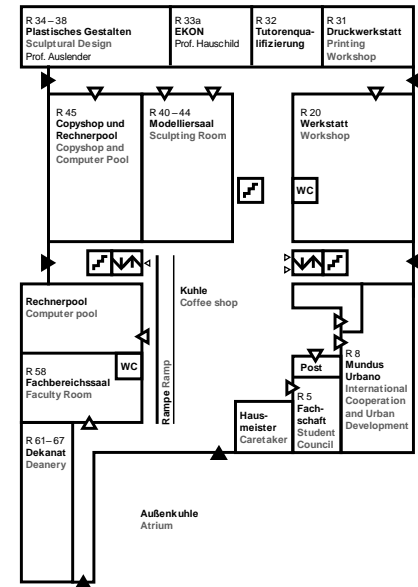 R 34–38
Plastisches Gestalten
Sculptural Design
Prof. Auslender
R 33a
EKON
Prof. Hauschild
R 32
Tutorenqua-
lifizierung
R 31
Druckwerkstatt
Printing
Workshop
R 45
Copyshop und
Rechnerpool
Copyshop and
Computer Pool
R 40–44
Modelliersaal
Sculpting Room
R 20
Werkstatt
Workshop
WC
Kuhle
Coffee shop
Rampe Ramp
Rechnerpool
Computer pool
WC
R 58
Fachbereichssaal
Faculty Room
R 61–67
Dekanat
Deanery
Post
R 8
Mundus
Urbano
International
Cooperation
and Urban
Development
R 5
Fach-
schaft
Student
Council
Haus-
meister
Caretaker
Außenkuhle
Atrium